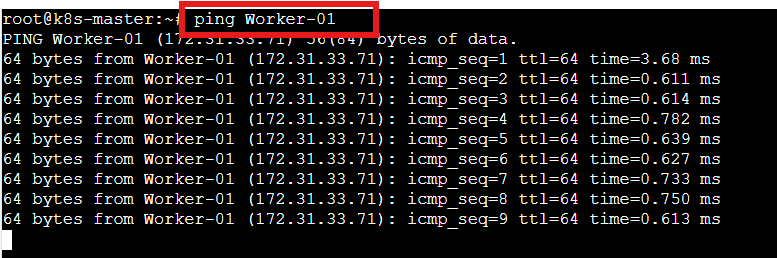 root@k8s-master:~# ping Worker-01
PING Worker-01 (172.31.33.71) 56(84) bytes of data.
64 bytes from Worker-01 (172.31.33.71): icmp_seq=1 ttl=64 time=3.68 ms
64 bytes from Worker-01 (172.31.33.71): icmp_seq=2 ttl=64 time=0.611 ms
64 bytes from Worker-01 (172.31.33.71): icmp_seq=3 ttl=64 time=0.614 ms
64 bytes from Worker-01 (172.31.33.71): icmp_seq=4 ttl=64 time=0.782 ms
64 bytes from Worker-01 (172.31.33.71): icmp_seq=5 ttl=64 time=0.639 ms
64 bytes from Worker-01 (172.31.33.71): icmp_seq=6 ttl=64 time=0.627 ms
64 bytes from Worker-01 (172.31.33.71): icmp_seq=7 ttl=64 time=0.733 ms
64 bytes from Worker-01 (172.31.33.71): icmp_seq=8 ttl=64 time=0.750 ms
64 bytes from Worker-01 (172.31.33.71): icmp_seq=9 ttl=64 time=0.613 ms